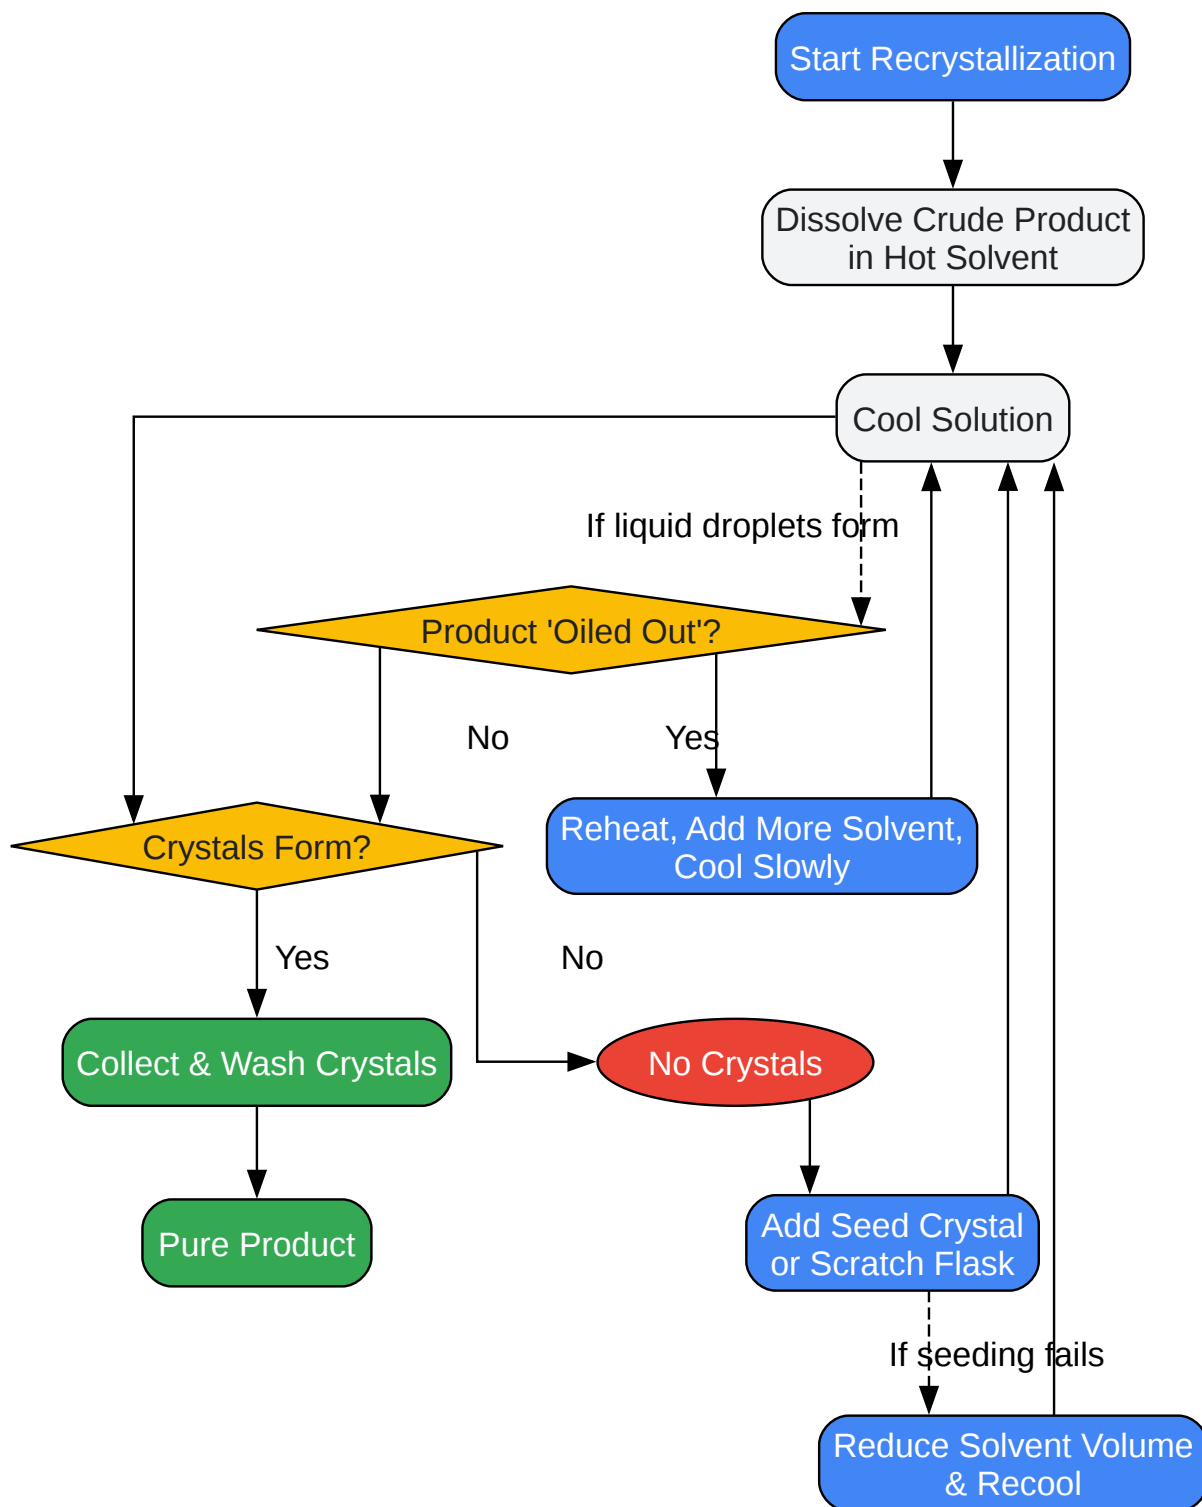 Start Recrystallization
Dissolve Crude Product
in Hot Solvent
Cool Solution
If liquid droplets form
Product 'Oiled Out'?
No
Yes
Crystals Form?
Reheat, Add More Solvent,
Cool Slowly
Yes
No
Collect & Wash Crystals
No Crystals
Pure Product
Add Seed Crystal
or Scratch Flask
If seeding fails
Reduce Solvent Volume
& Recool